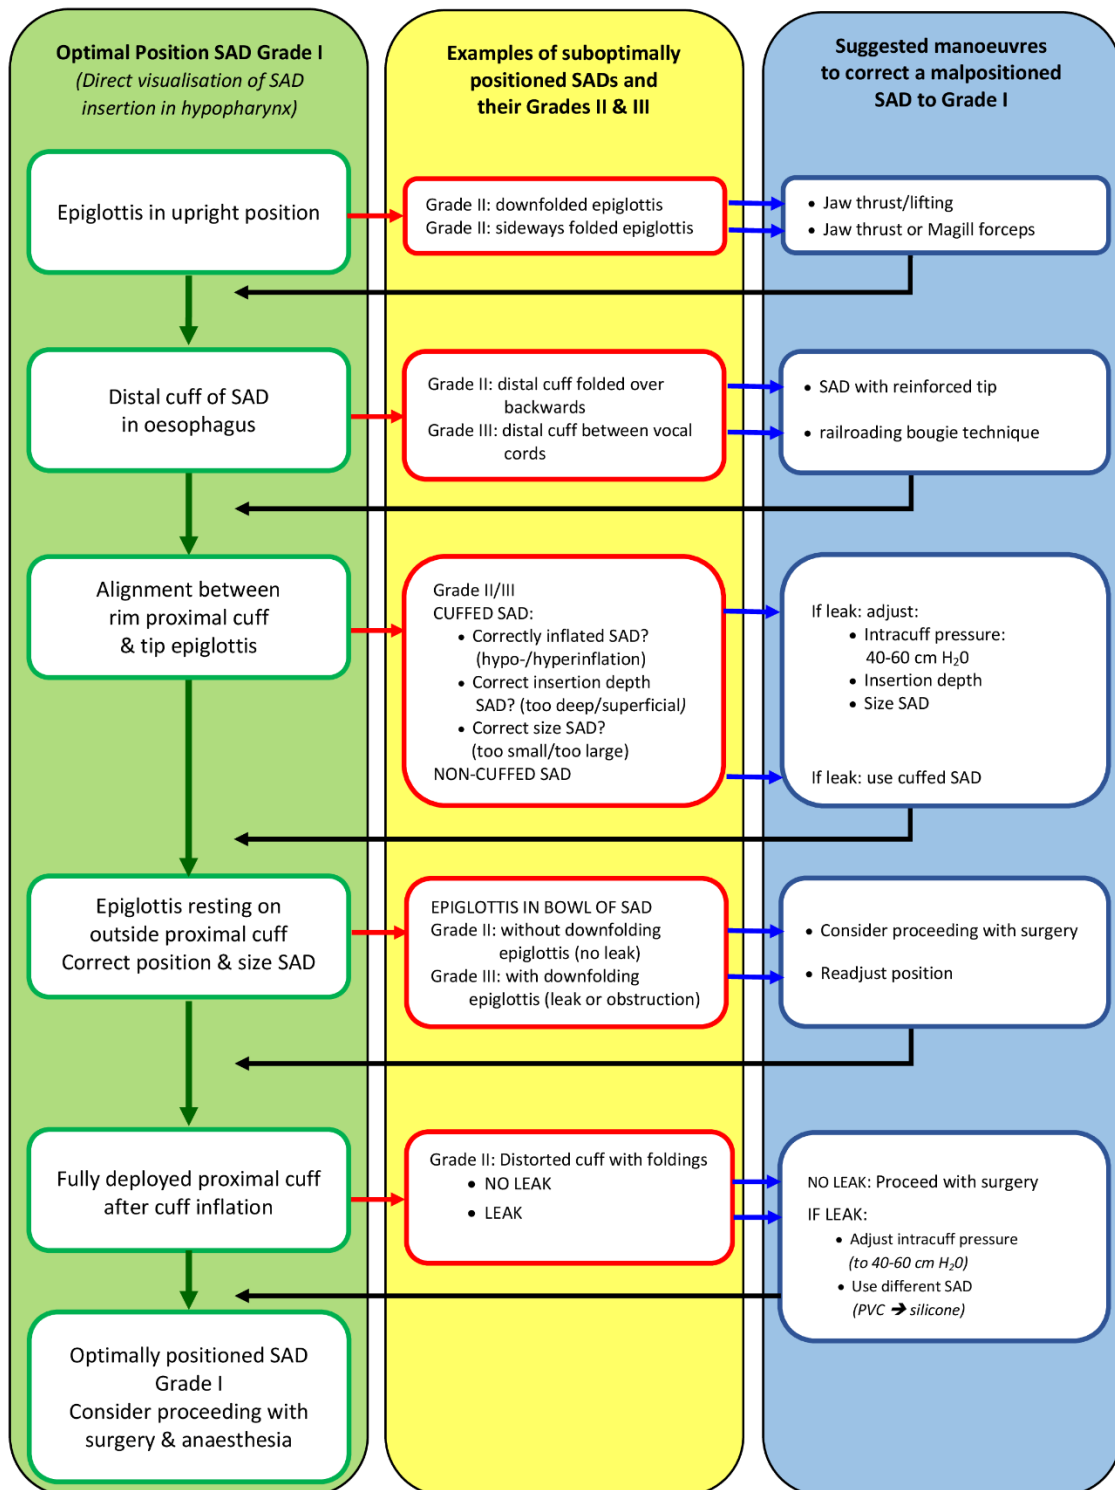 Optimal Position SAD Grade I
(Direct visualisation of SAD
insertion in hypopharynx)
Examples of suboptimally
positioned SADs and
their Grades II & III
Suggested manoeuvres
to correct a malpositioned
SAD to Grade I
Epiglottis in upright position
Grade II: downfolded epiglottis
Grade II: sideways folded epiglottis
• Jaw thrust/lifting
• Jaw thrust or Magill forceps
Distal cuff of SAD
in oesophagus
Grade II: distal cuff folded over
backwards
Grade III: distal cuff between vocal
cords
• SAD with reinforced tip
• railroading bougie technique
Alignment between
rim proximal cuff
& tip epiglottis
Grade II/III
CUFFED SAD:
• Correctly inflated SAD?
(hypo-/hyperinflation)
• Correct insertion depth
SAD? (too deep/superficial)
• Correct size SAD?
(too small/too large)
NON-CUFFED SAD
If leak: adjust:
• Intracuff pressure:
40-60 cm H₂0
• Insertion depth
• Size SAD
If leak: use cuffed SAD
Epiglottis resting on
outside proximal cuff
Correct position & size SAD
EPIGLOTTIS IN BOWL OF SAD
Grade II: without downfolding
epiglottis (no leak)
Grade III: with downfolding
epiglottis (leak or obstruction)
• Consider proceeding with surgery
• Readjust position
Fully deployed proximal cuff
after cuff inflation
Grade II: Distorted cuff with foldings
• NO LEAK
• LEAK
NO LEAK: Proceed with surgery
IF LEAK:
• Adjust intracuff pressure
(to 40-60 cm H₂0)
• Use different SAD
(PVC ➔ silicone)
Optimally positioned SAD
Grade I
Consider proceeding with
surgery & anaesthesia